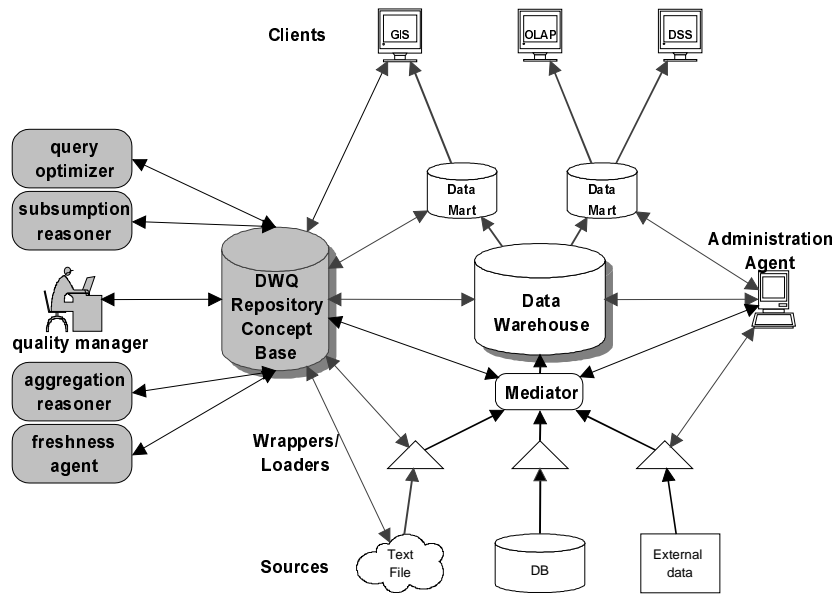 Clients
GIS
OLAP
DSS
query
optimizer
subsumption
reasoner
Data
Mart
Data
Mart
Administration
Agent
DWQ
Repository
Concept
Base
Data
Warehouse
quality manager
aggregation
reasoner
Mediator
freshness
agent
Wrappers/
Loaders
Sources
Text
File
DB
External
data